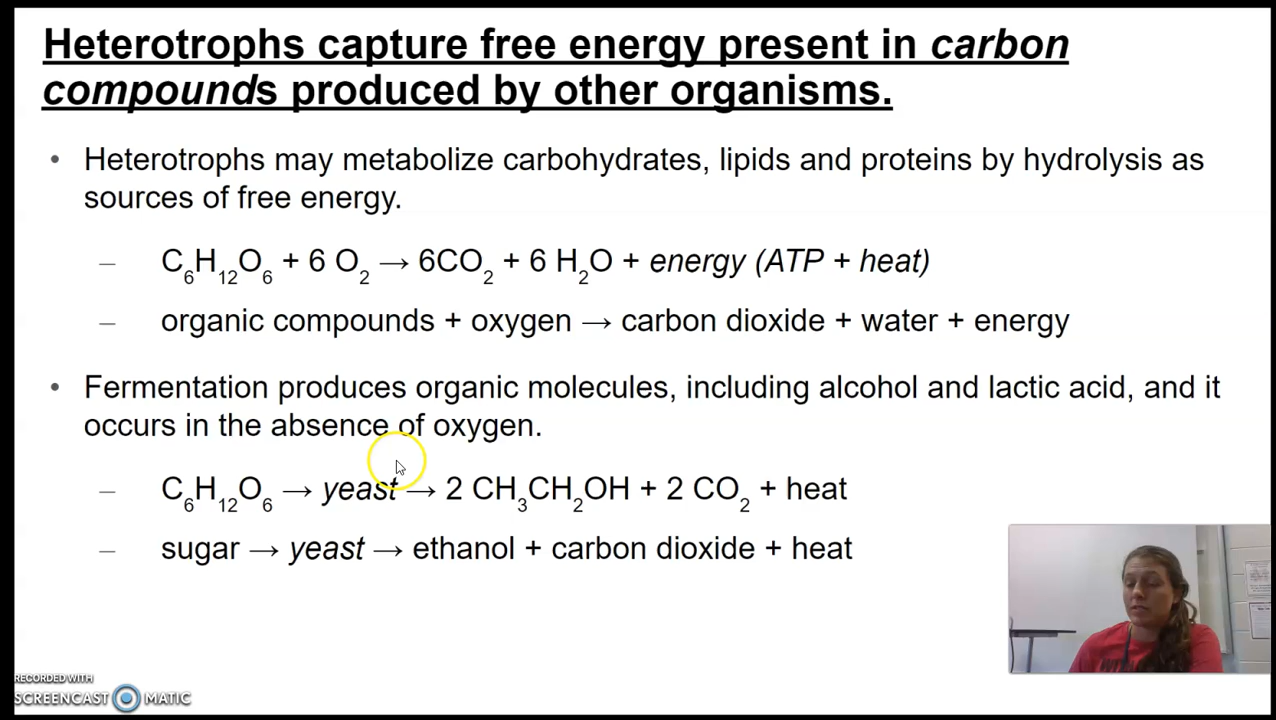 Heterotrophs capture free energy present in carbon
compounds produced by other organisms.
• Heterotrophs may metabolize carbohydrates, lipids and proteins by hydrolysis as
sources of free energy.
– C₆H₁₂O₆ + 6 O₂ → 6CO₂ + 6 H₂O + energy (ATP + heat)
– organic compounds + oxygen → carbon dioxide + water + energy
• Fermentation produces organic molecules, including alcohol and lactic acid, and it
occurs in the absence of oxygen.
– C₆H₁₂O₆ → yeast → 2 CH₃CH₂OH + 2 CO₂ + heat
– sugar → yeast → ethanol + carbon dioxide + heat
RECORDED WITH
SCREENCAST MATIC